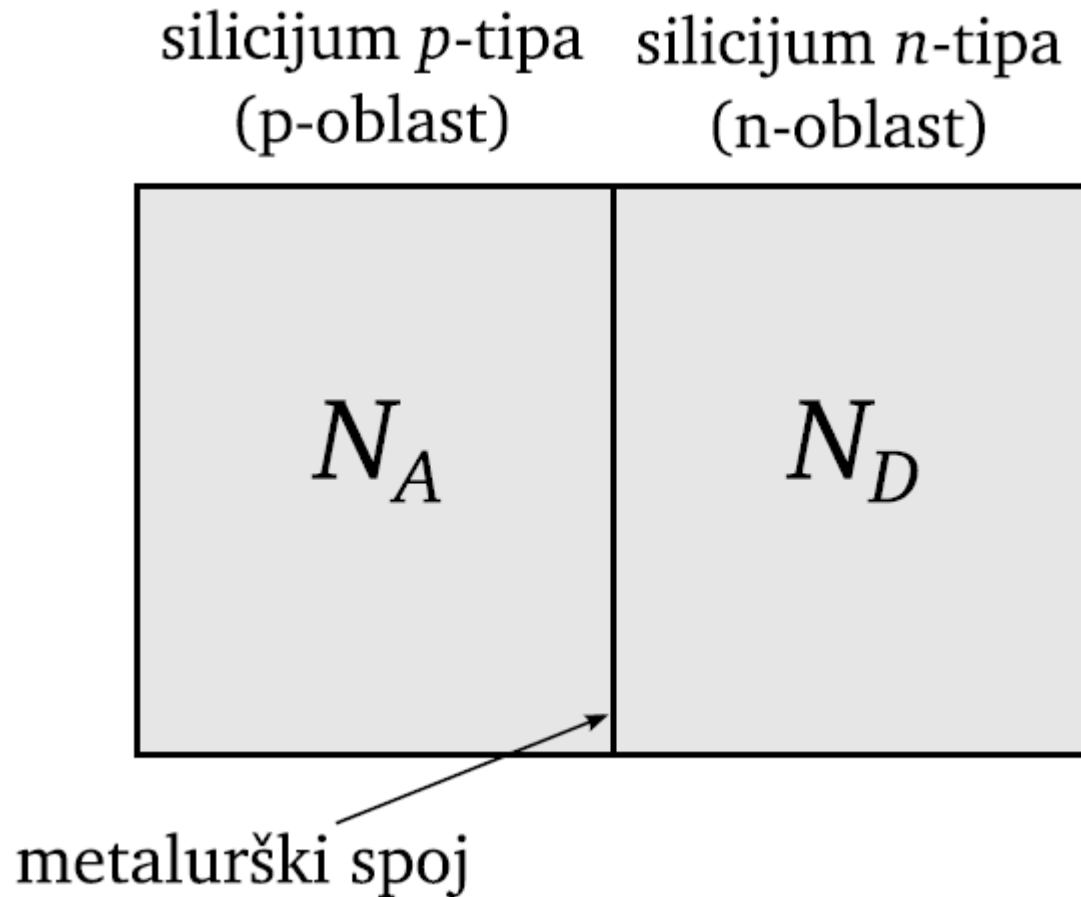 silicijum p-tipa
(p-oblast)
silicijum n-tipa
(n-oblast)
N_A
N_D
metalurški spoj